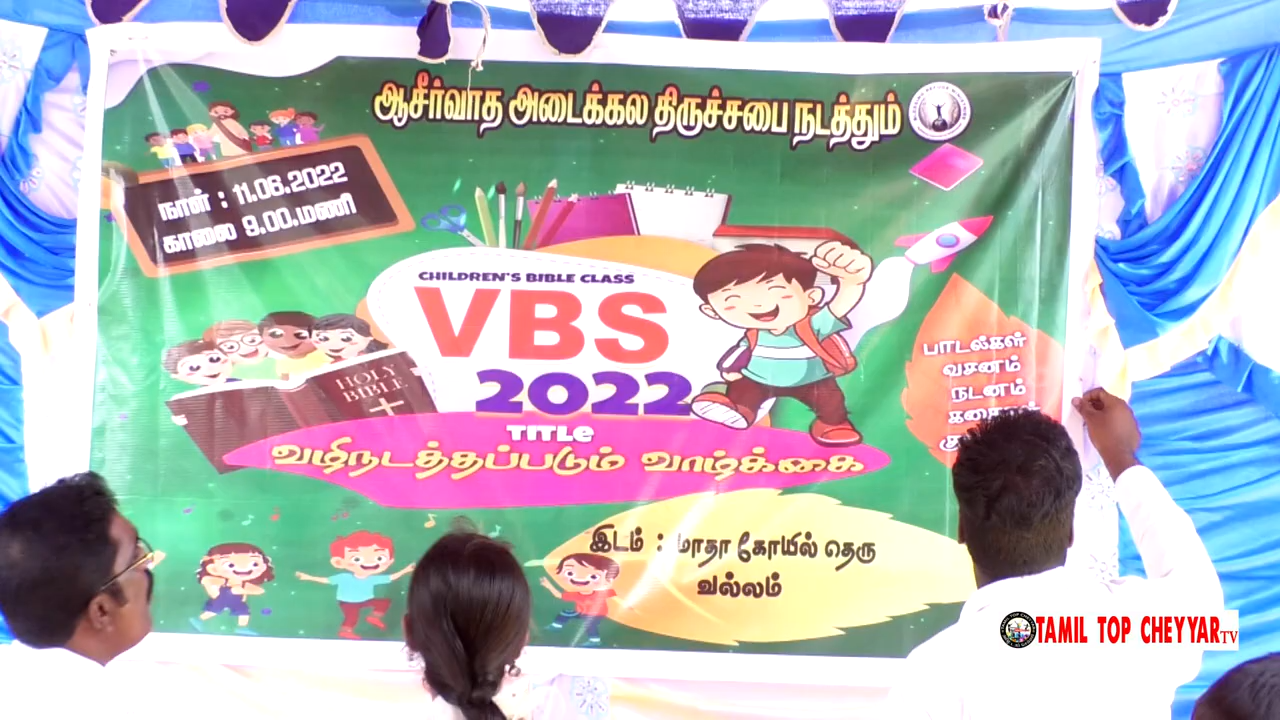 ஆசீர்வாத அடைக்கல திருச்சபை நடத்தும்
நாள் : 11.06.2022
காலை 9.00.மணி
CHILDREN'S BIBLE CLASS
VBS
2022
TITLE
வழிநடத்தப்படும் வாழ்க்கை
HOLY
BIBLE
பாடல்கள்
வசனம்
நடனம்
இடம் : மாதா கோயில் தெரு
வல்லம்
TAMIL TOP CHEYYAR TV